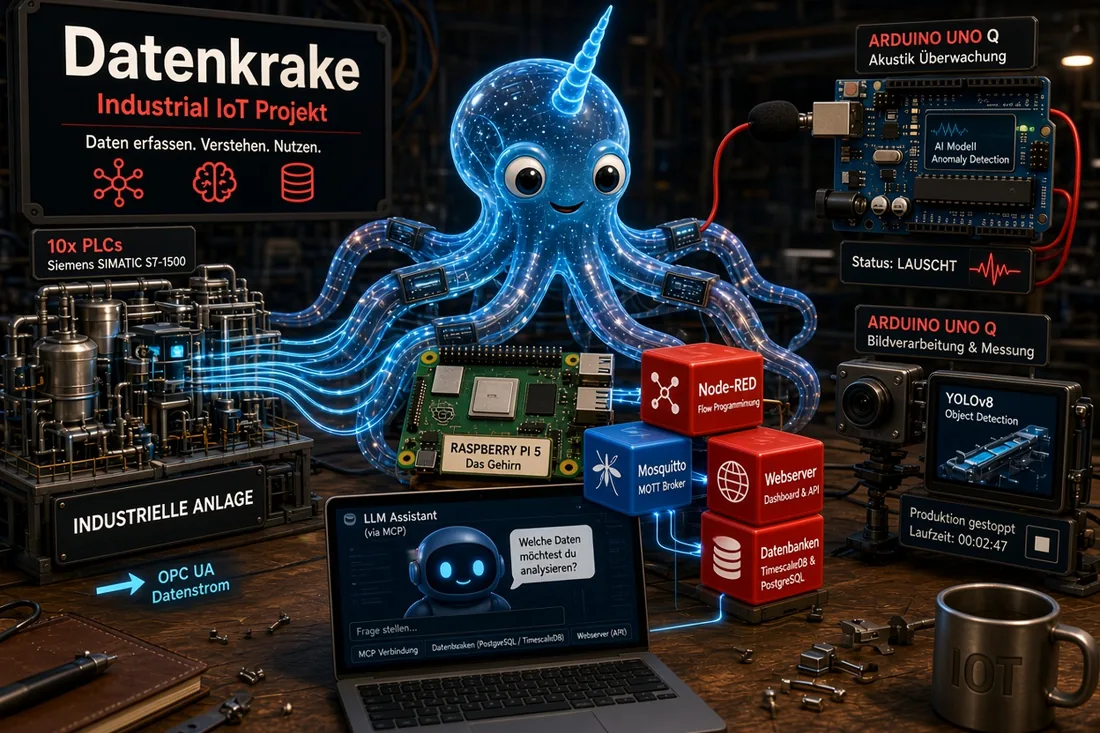 Datenkrake
Industrial IoT Projekt
Daten erfassen. Verstehen. Nutzen.
10x PLCs
Siemens SIMATIC S7-1500
INDUSTRIELLE ANLAGE
OPC UA
Datenstrom
RASPBERRY PI 5
Das Gehirn
LLM Assistant
(via MCP)
Welche Daten
möchtest du
analysieren?
Frage stellen...
MCP Verbindung
Datenbanken (PostgreSQL / TimescaleDB)
Webserver (API)
Node-RED
Flow Programmimung
Mosquitto
MOTT Broker
Webserver
Dashboard & API
Datenbanken
TimescaleDB &
PostgreSQL
ARDUINO UNO Q
Akustik Überwachung
AI Modell
Anomaly Detection
Status: LAUSCHT
ARDUINO UNO Q
Bildverarbeitung & Messung
YOLOv8
Object Detection
Produktion gestoppt
Laufzeit: 00:02:47
IOT